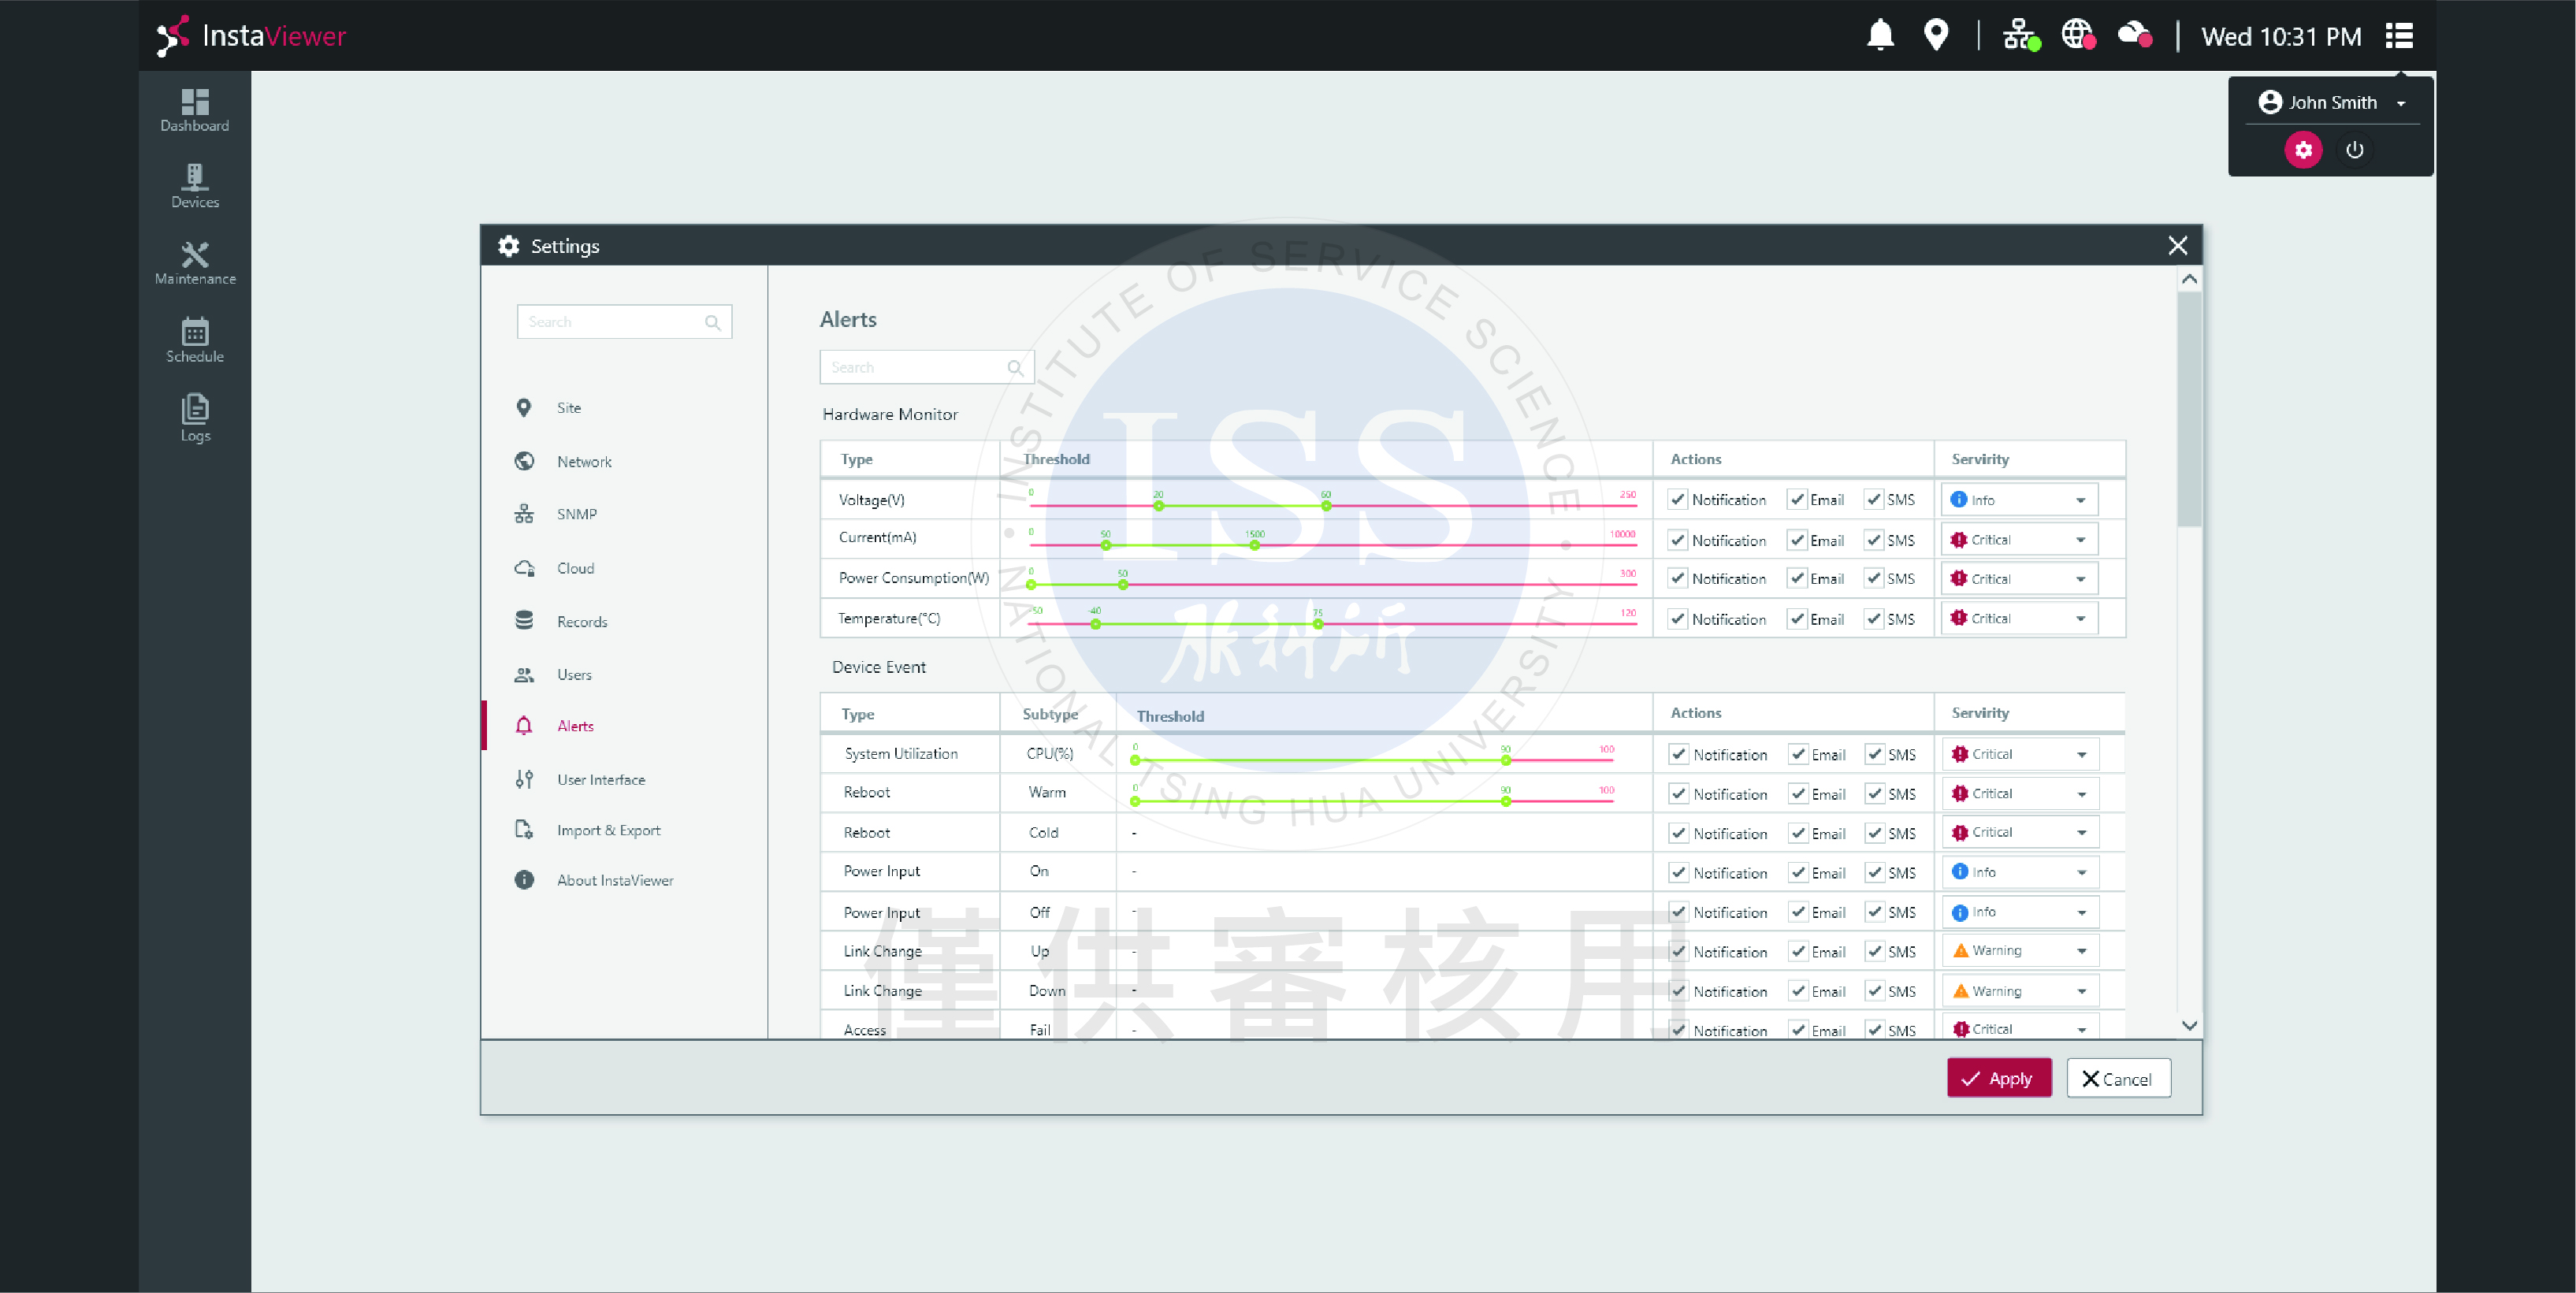 InstaViewer
Wed 10:31 PM
John Smith
Dashboard
Devices
Maintenance
Schedule
Logs
Settings
Search
Site
Network
SNMP
Cloud
Records
Users
Alerts
User Interface
Import & Export
About InstaViewer
Alerts
Search
Hardware Monitor
Type Threshold Actions Servirity
Voltage(V) 0 20 60 250 Notification Email SMS Info
Current(mA) 0 50 1500 10000 Notification Email SMS Critical
Power Consumption(W) 0 50 300 Notification Email SMS Critical
Temperature(°C) -50 -40 75 120 Notification Email SMS Critical
Device Event
Type Subtype Threshold Actions Servirity
System Utilization CPU(%) 0 90 100 Notification Email SMS Critical
Reboot Warm 0 90 100 Notification Email SMS Critical
Reboot Cold - Notification Email SMS Critical
Power Input On - Notification Email SMS Info
Power Input Off - Notification Email SMS Info
Link Change Up - Notification Email SMS Warning
Link Change Down - Notification Email SMS Warning
Access Fail - Notification Email SMS Critical
Apply Cancel
INSTITUTE OF SERVICE SCIENCE
ISS
服科所
NATIONAL TSING HUA UNIVERSITY
僅供審核用